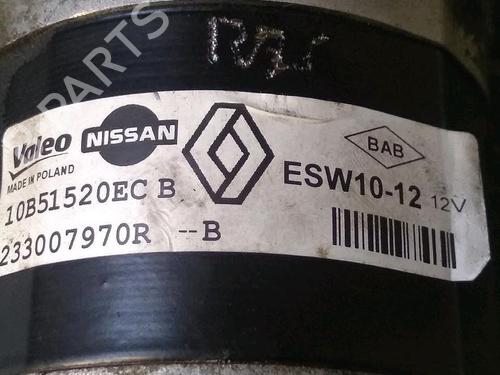 PARTS
Valeo NISSAN
MADE IN POLAND
10B51520EC B
233007970R --B
BAB
ESW10-12 12V